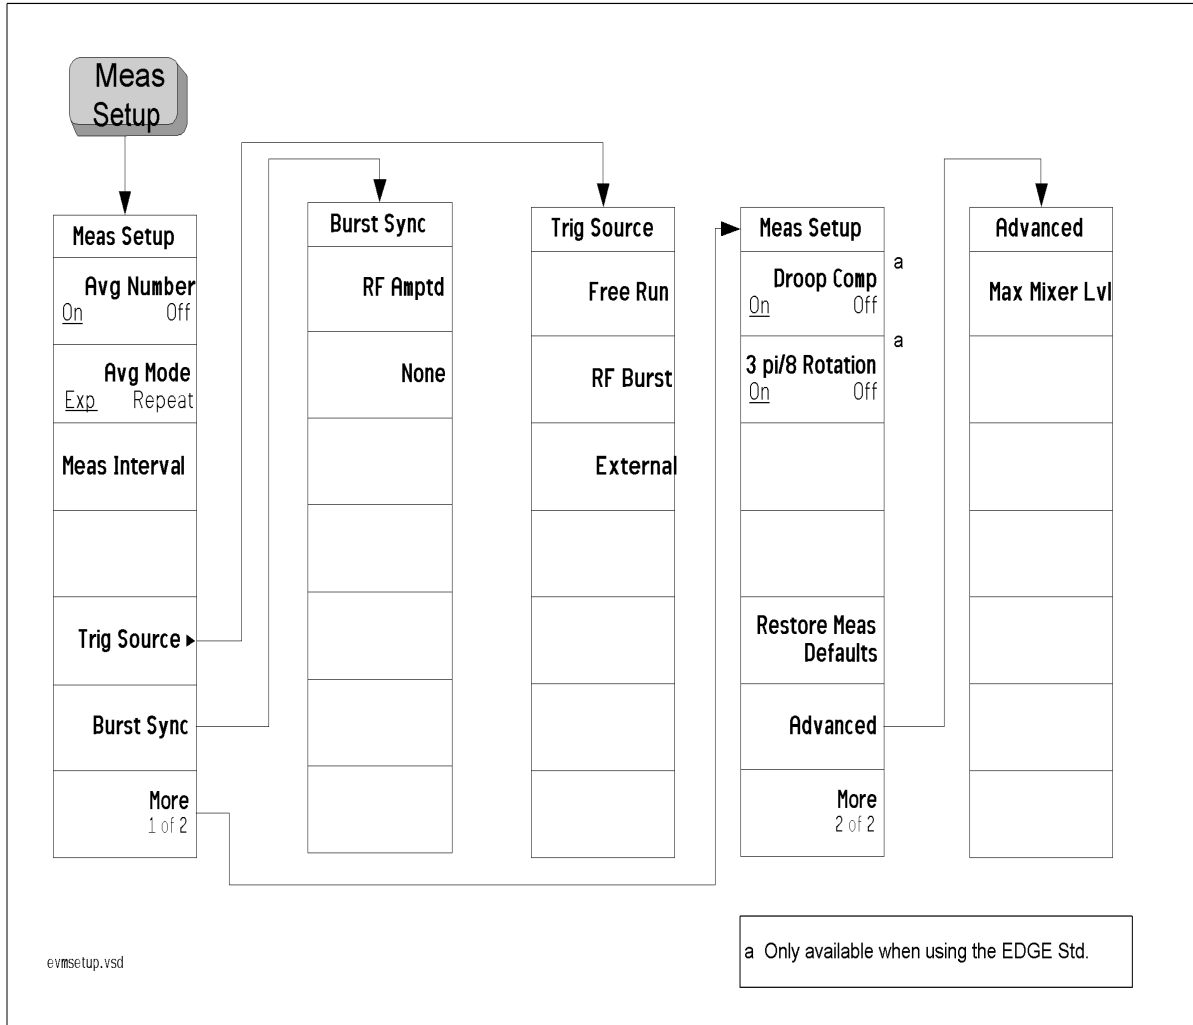 Meas
Setup
Meas Setup
Avg Number
On Off
Avg Mode
Exp Repeat
Meas Interval
Trig Source
Burst Sync
More
1 of 2
Burst Sync
RF Amptd
None
Trig Source
Free Run
RF Burst
External
Meas Setup
Droop Comp
a
On Off
a
3 pi/8 Rotation
On Off
Restore Meas
Defaults
Advanced
More
2 of 2
Advanced
Max Mixer Lvl
evmsetup.vsd
a Only available when using the EDGE Std.